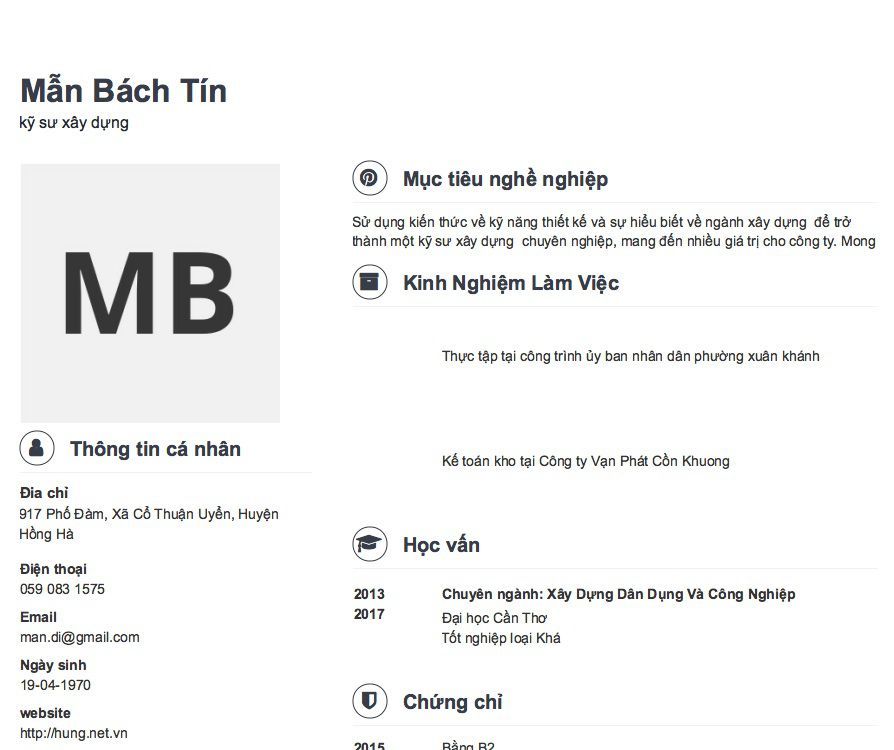 Mẫn Bách Tín
kỹ sư xây dựng
MB
Thông tin cá nhân
Đia chỉ
917 Phố Đàm, Xã Cổ Thuận Uyển, Huyện
Hồng Hà
Điện thoại
059 083 1575
Email
man.di@gmail.com
Ngày sinh
19-04-1970
website
http://hung.net.vn
Mục tiêu nghề nghiệp
Sử dụng kiến thức về kỹ năng thiết kế và sự hiểu biết về ngành xây dựng để trở
thành một kỹ sư xây dựng chuyên nghiệp, mang đến nhiều giá trị cho công ty. Mong
Kinh Nghiệm Làm Việc
Thực tập tại công trình ủy ban nhân dân phường xuân khánh
Kế toán kho tại Công ty Vạn Phát Cồn Khuong
Học vấn
2013 Chuyên ngành: Xây Dựng Dân Dụng Và Công Nghiệp
2017 Đại học Cần Thơ
Tốt nghiệp loại Khá
Chứng chỉ
2015 Bằng B2